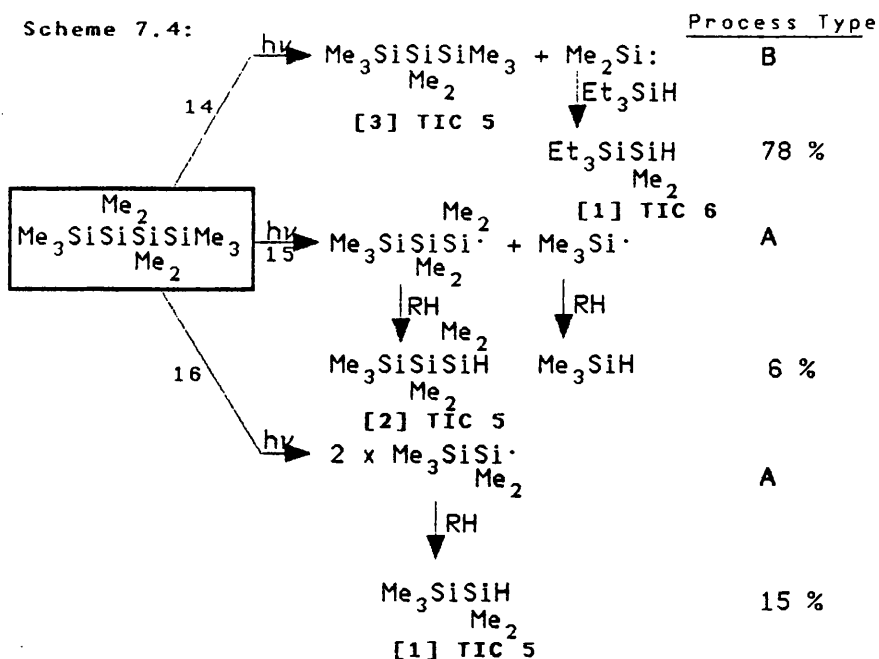 Scheme 7.4:
Process Type
hν
Me3SiSiSiMe3 + Me2Si: B
Me2
14
Et3SiH
[3] TIC 5
Et3SiSiH 78 %
Me2
[1] TIC 6
Me2
Me3SiSiSiSiMe3
Me2
hν
15
Me2
Me3SiSiSi· + Me3Si· A
Me2
RH RH
Me2
Me3SiSiSiH Me3SiH 6 %
Me2
[2] TIC 5
16
hν
2 x Me3SiSi·
Me2
A
RH
Me3SiSiH 15 %
Me2
[1] TIC 5